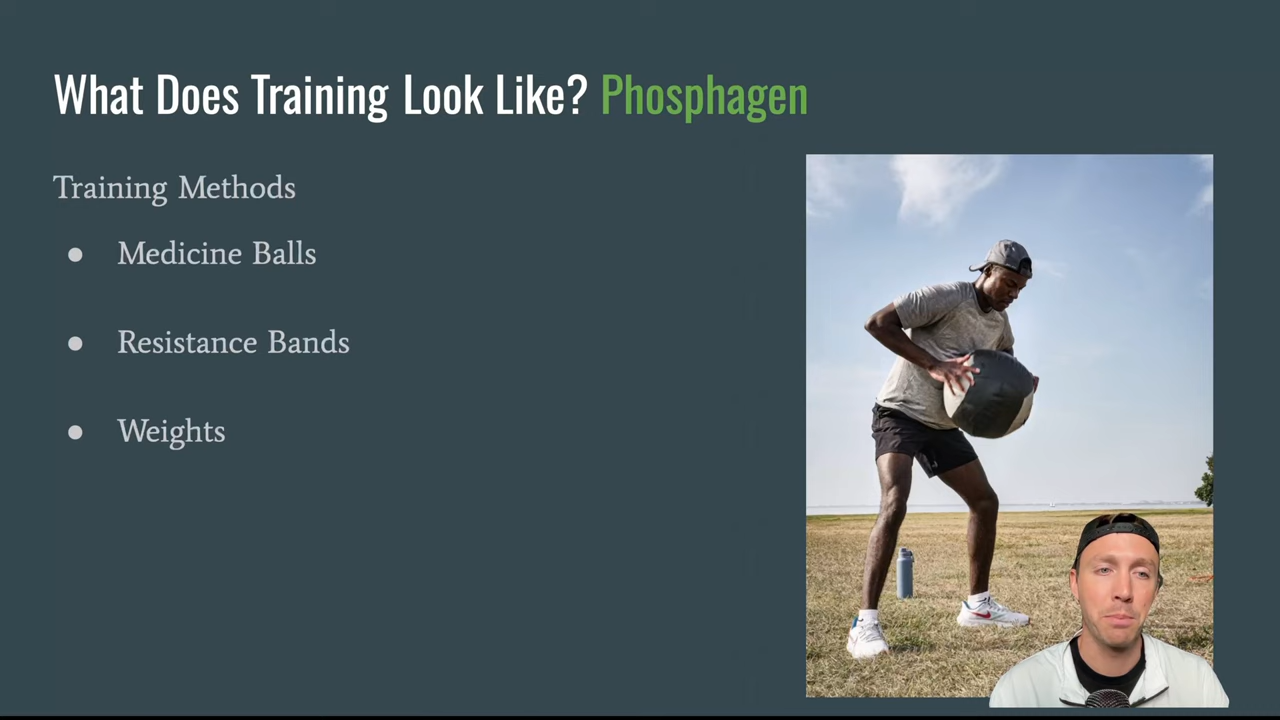 What Does Training Look Like? Phosphagen
Training Methods
● Medicine Balls
● Resistance Bands
● Weights